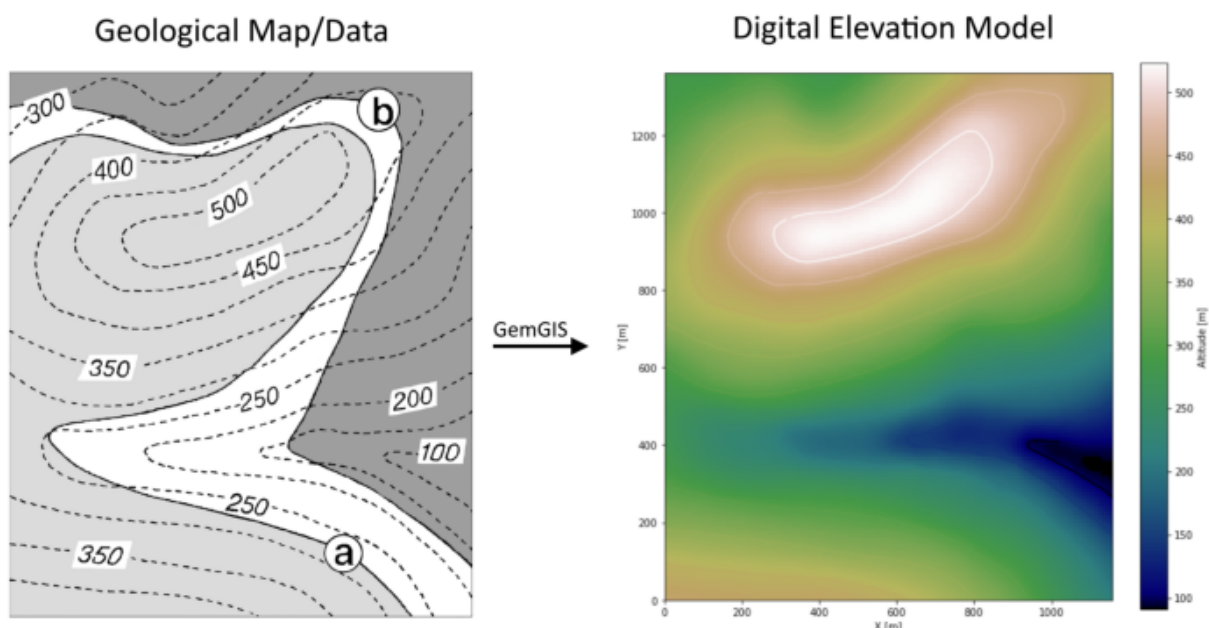 Geological Map/Data
300
b
400
500
450
350
250
200
100
250
a
350
GemGIS
Digital Elevation Model
1200
1000
800
600
400
200
0
Y [m]
0 200 400 600 800 1000
X [m]
500
450
400
350
300
250
200
150
100
Altitude [m]